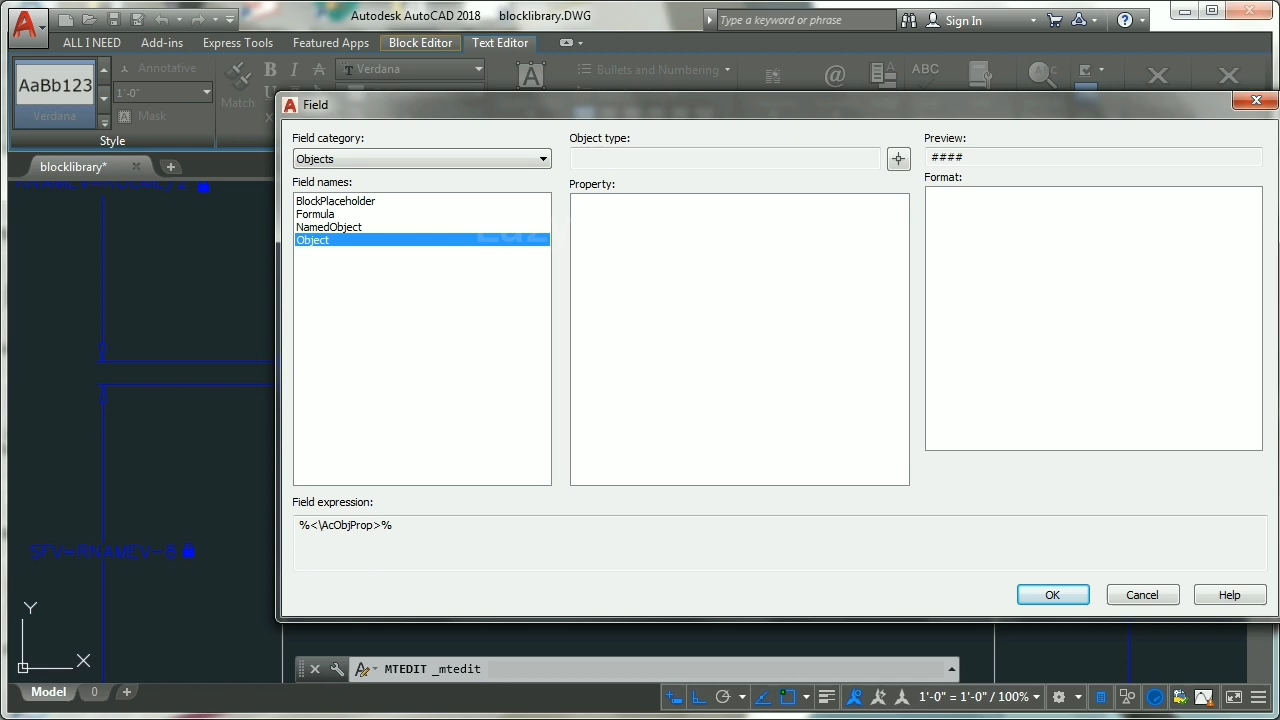 Autodesk AutoCAD 2018 blocklibrary.DWG
Type a keyword or phrase
Sign In
ALL I NEED Add-ins Express Tools Featured Apps Block Editor Text Editor
AaBb123
Verdana
Annotative
1'-0"
Mask
Match
B I A
U
Verdana
A
Bullets and Numbering
@
ABC
Style
blocklibrary*
Field
Field category:
Objects
Field names:
BlockPlaceholder
Formula
NamedObject
Object
Object type:
Property:
Preview:
####
Format:
Field expression:
%<\AcObjProp>%
OK Cancel Help
Y
X
MTEDIT _mtedit
Model 0 +
1'-0" = 1'-0" / 100%